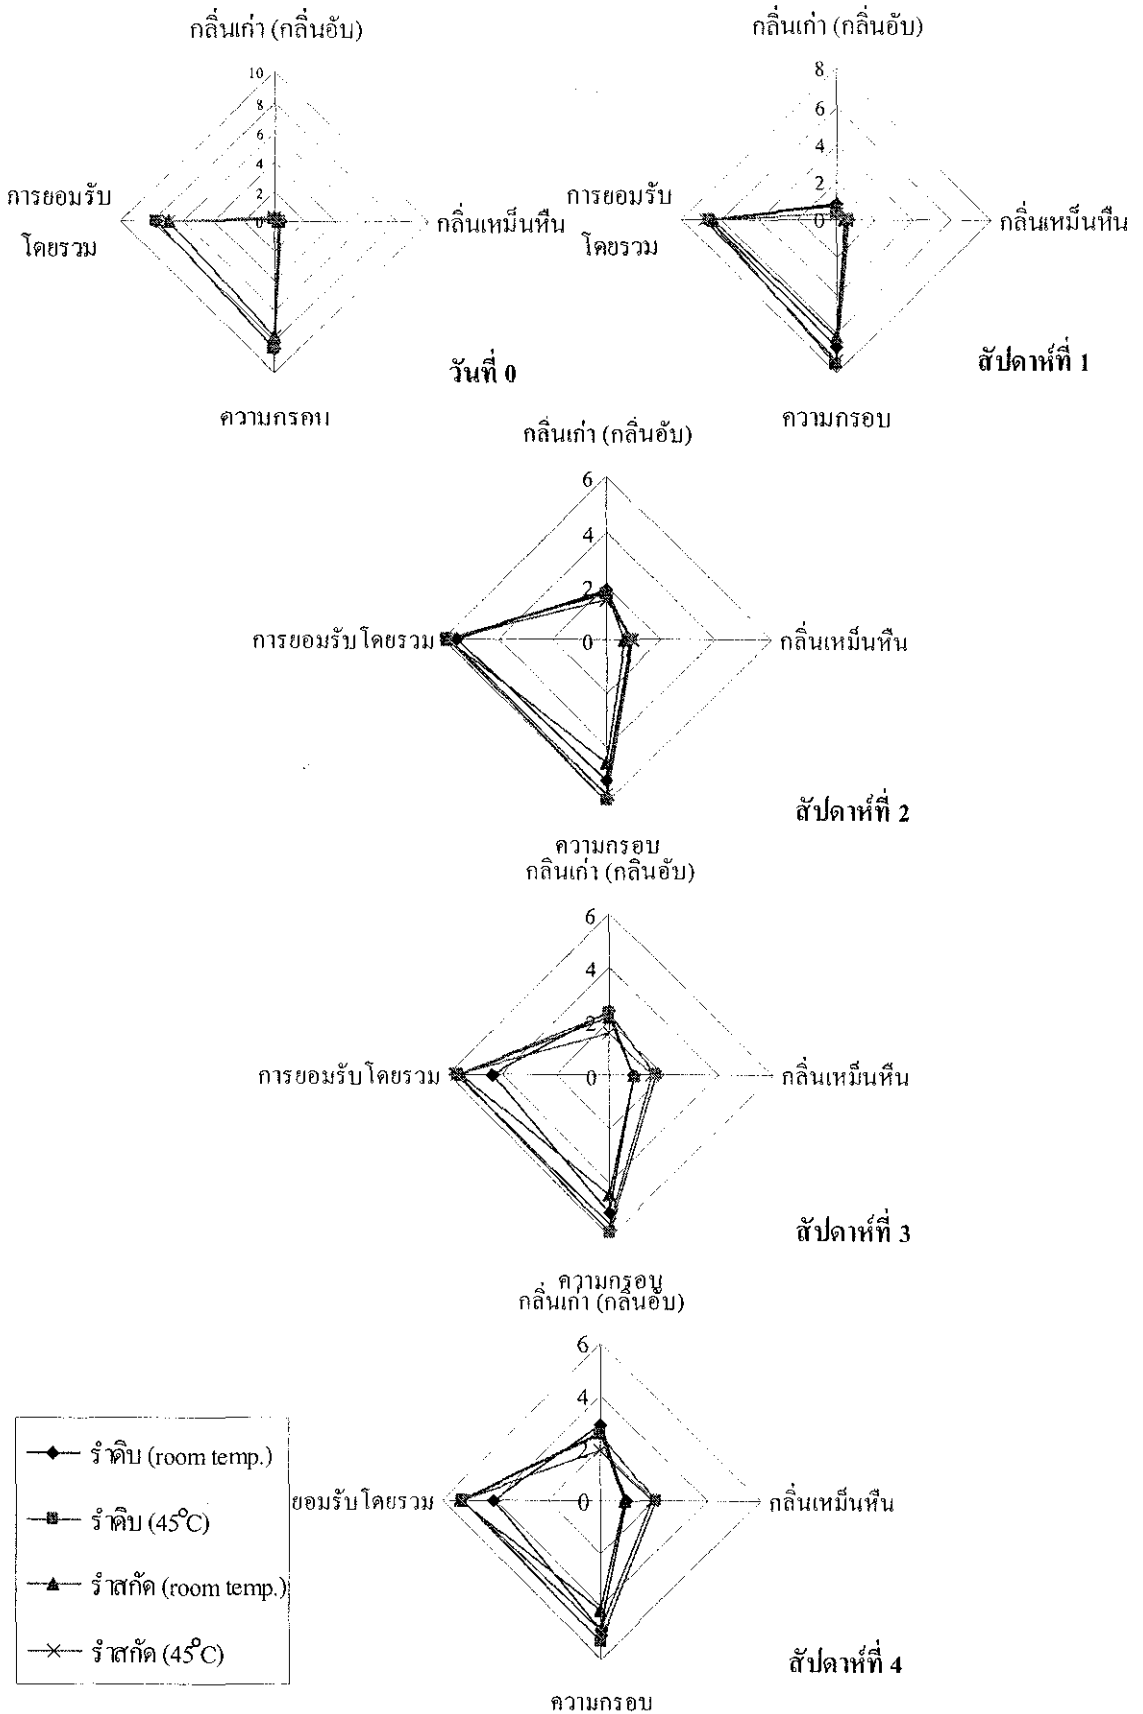 กลิ่นเก่า (กลิ่นอับ)
10
8
6
4
2
0
การยอมรับ
โดยรวม
กลิ่นเหม็นหืน
ความกรอบ
วันที่ 0
กลิ่นเก่า (กลิ่นอับ)
8
6
4
2
0
การยอมรับ
โดยรวม
กลิ่นเหม็นหืน
ความกรอบ
สัปดาห์ที่ 1
กลิ่นเก่า (กลิ่นอับ)
6
4
2
0
การยอมรับโดยรวม
กลิ่นเหม็นหืน
ความกรอบ
สัปดาห์ที่ 2
กลิ่นเก่า (กลิ่นอับ)
6
4
2
0
การยอมรับโดยรวม
กลิ่นเหม็นหืน
ความกรอบ
สัปดาห์ที่ 3
กลิ่นเก่า (กลิ่นอับ)
6
4
2
0
ยอมรับโดยรวม
กลิ่นเหม็นหืน
ความกรอบ
สัปดาห์ที่ 4
รำดิบ (room temp.)
รำดิบ (45°C)
รำสกัด (room temp.)
รำสกัด (45°C)